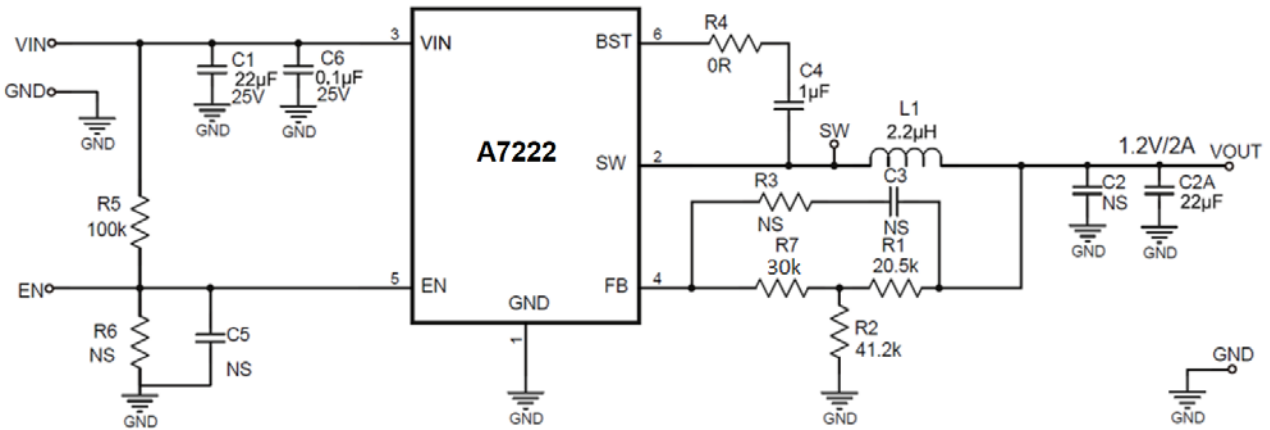 VIN
GND
GND
C1
22µF
25V
GND
C6
0.1µF
25V
GND
R5
100k
EN
R6
NS
C5
NS
GND
3
VIN
A7222
5
EN
GND
1
GND
BST
6
SW
2
FB
4
R4
0R
C4
1µF
SW
L1
2.2µH
1.2V/2A
VOUT
R3
NS
C3
NS
R7
30k
R1
20.5k
R2
41.2k
GND
C2
NS
GND
C2A
22µF
GND
GND
GND